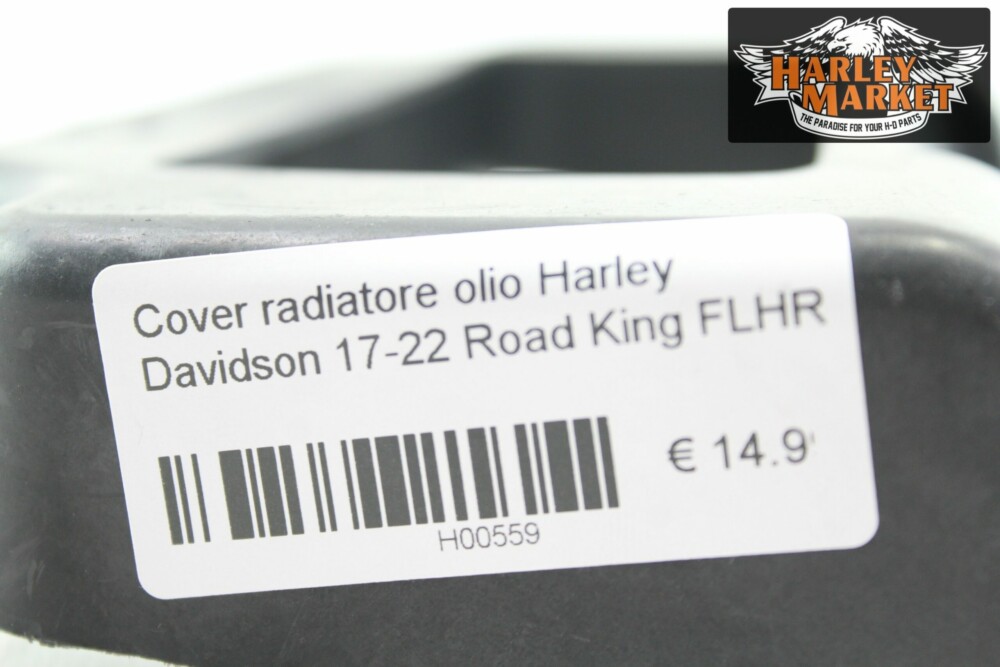 HARLEY
MARKET
THE PARADISE FOR YOUR H-D PARTS
Cover radiatore olio Harley
Davidson 17-22 Road King FLHR
€ 14.9
H00559